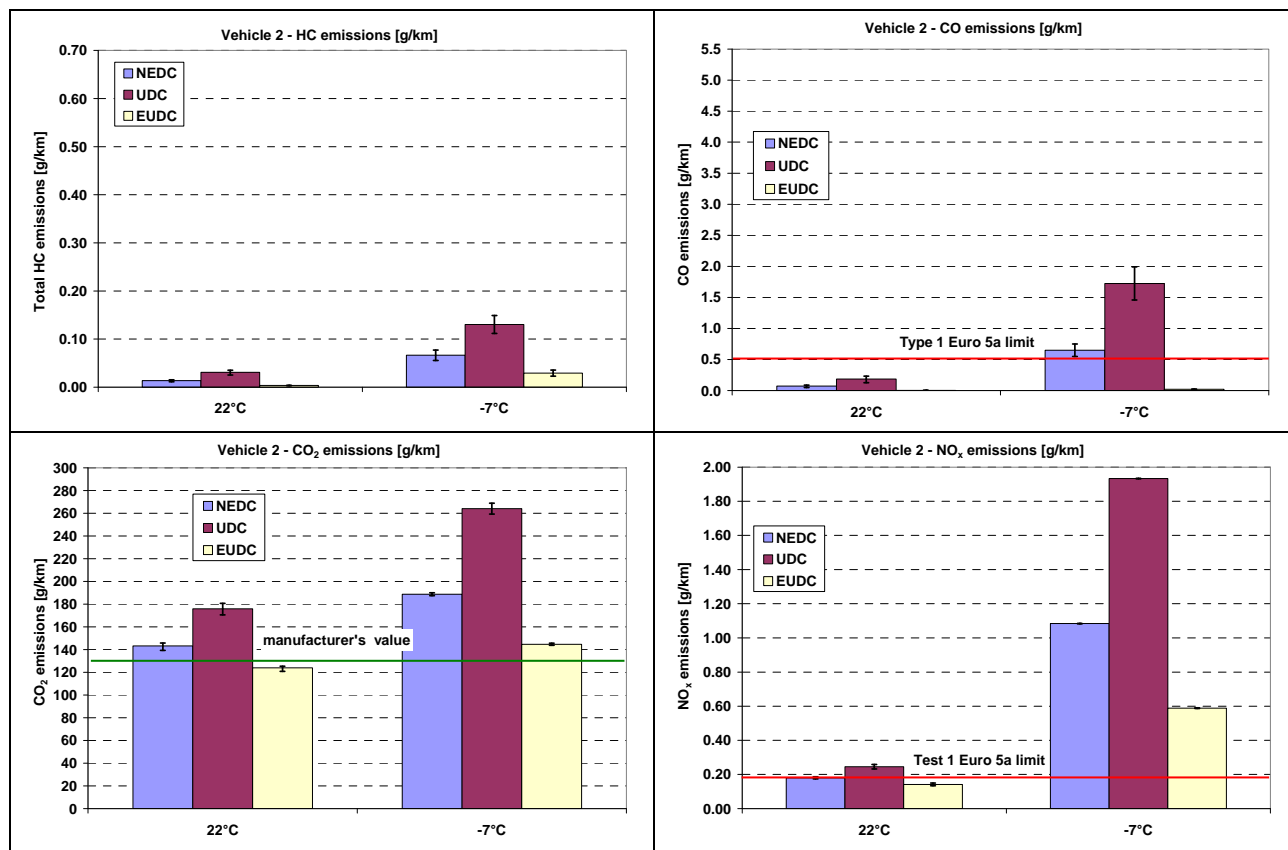 Vehicle 2 - HC emissions [g/km]
Total HC emissions [g/km]
0.70
0.60
0.50
0.40
0.30
0.20
0.10
0.00
NEDC
UDC
EUDC
22°C
-7°C
Vehicle 2 - CO emissions [g/km]
CO emissions [g/km]
5.5
5.0
4.5
4.0
3.5
3.0
2.5
2.0
1.5
1.0
0.5
0.0
NEDC
UDC
EUDC
Type 1 Euro 5a limit
22°C
-7°C
Vehicle 2 - CO₂ emissions [g/km]
CO₂ emissions [g/km]
300
280
260
240
220
200
180
160
140
120
100
80
60
40
20
0
NEDC
UDC
EUDC
manufacturer's value
22°C
-7°C
Vehicle 2 - NOₓ emissions [g/km]
NOₓ emissions [g/km]
2.00
1.80
1.60
1.40
1.20
1.00
0.80
0.60
0.40
0.20
0.00
NEDC
UDC
EUDC
Test 1 Euro 5a limit
22°C
-7°C